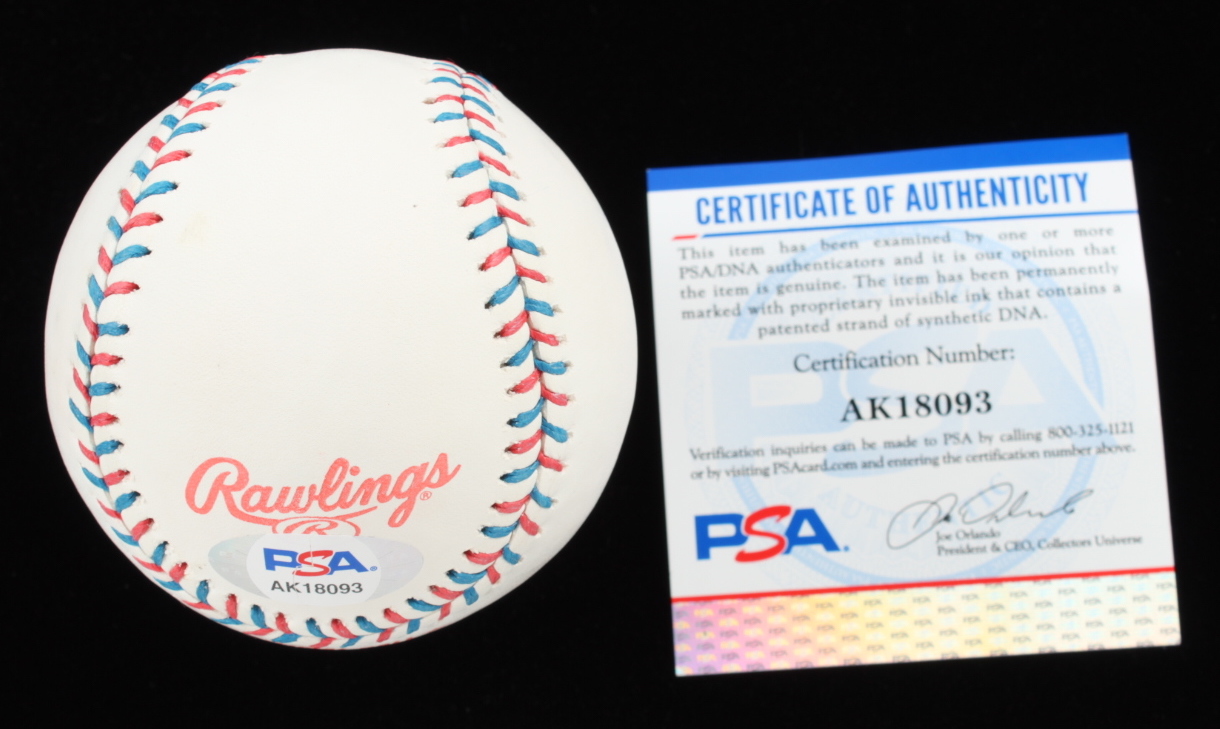 Rawlings®
R
PSA.
AK18093
CERTIFICATE OF AUTHENTICITY
This item has been examined by one or more
PSA/DNA authenticators and it is our opinion that
the item is genuine. The item has been permanently
marked with proprietary invisible ink that contains a
patented strand of synthetic DNA.
Certification Number:
AK18093
Verification inquiries can be made to PSA by calling 800-325-1121
or by visiting PSAcard.com and entering the certification number above.
PSA.
Joe Orlando
President & CEO, Collectors Universe